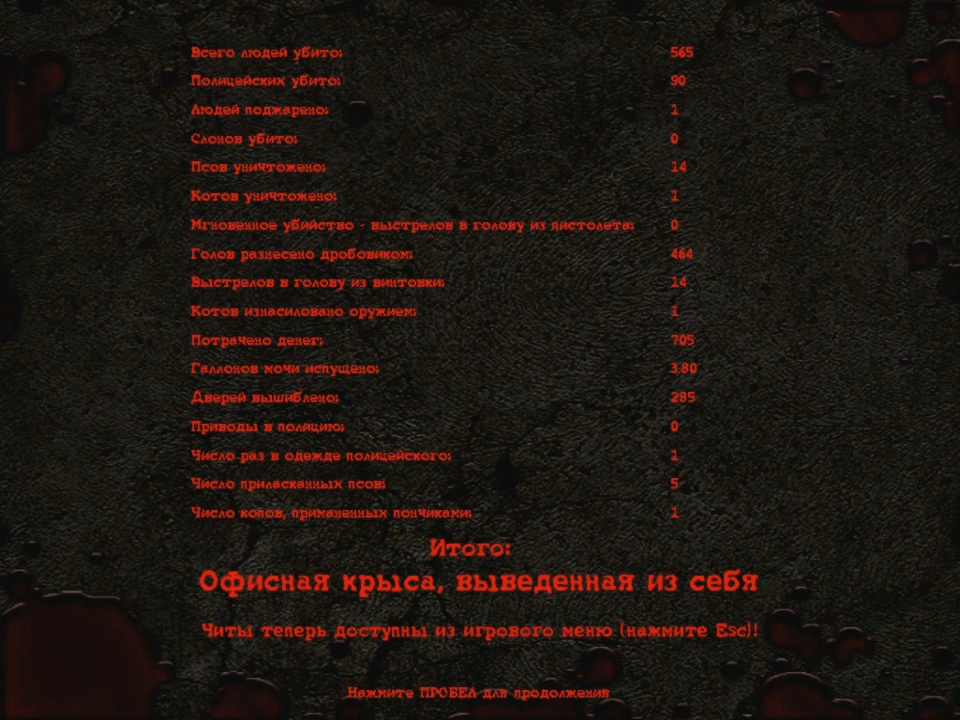 Всего людей убито: 565
Полицейских убито: 90
Людей поджарено: 1
Слонов убито: 0
Псов уничтожено: 14
Котов уничтожено: 1
Мгновенное убийство - выстрелов в голову из пистолета: 0
Голов разнесено дробовиком: 464
Выстрелов в голову из винтовки: 14
Котов изнасиловано оружием: 1
Потрачено денег: 705
Галлонов мочи испущено: 3.80
Дверей вышиблено: 285
Приводы в полицию: 0
Число раз в одежде полицейского: 1
Число приласканных псов: 5
Число копов, приманенных пончиками: 1
Итого:
Офисная крыса, выведенная из себя
Читы теперь доступны из игрового меню (нажмите Esc)!
Нажмите ПРОБЕЛ для продолжения